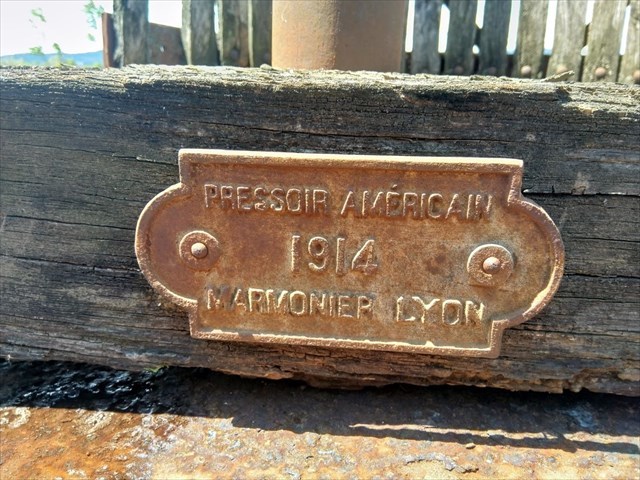 PRESSOIR AMÉRICAIN
1914
MARMONIER LYON